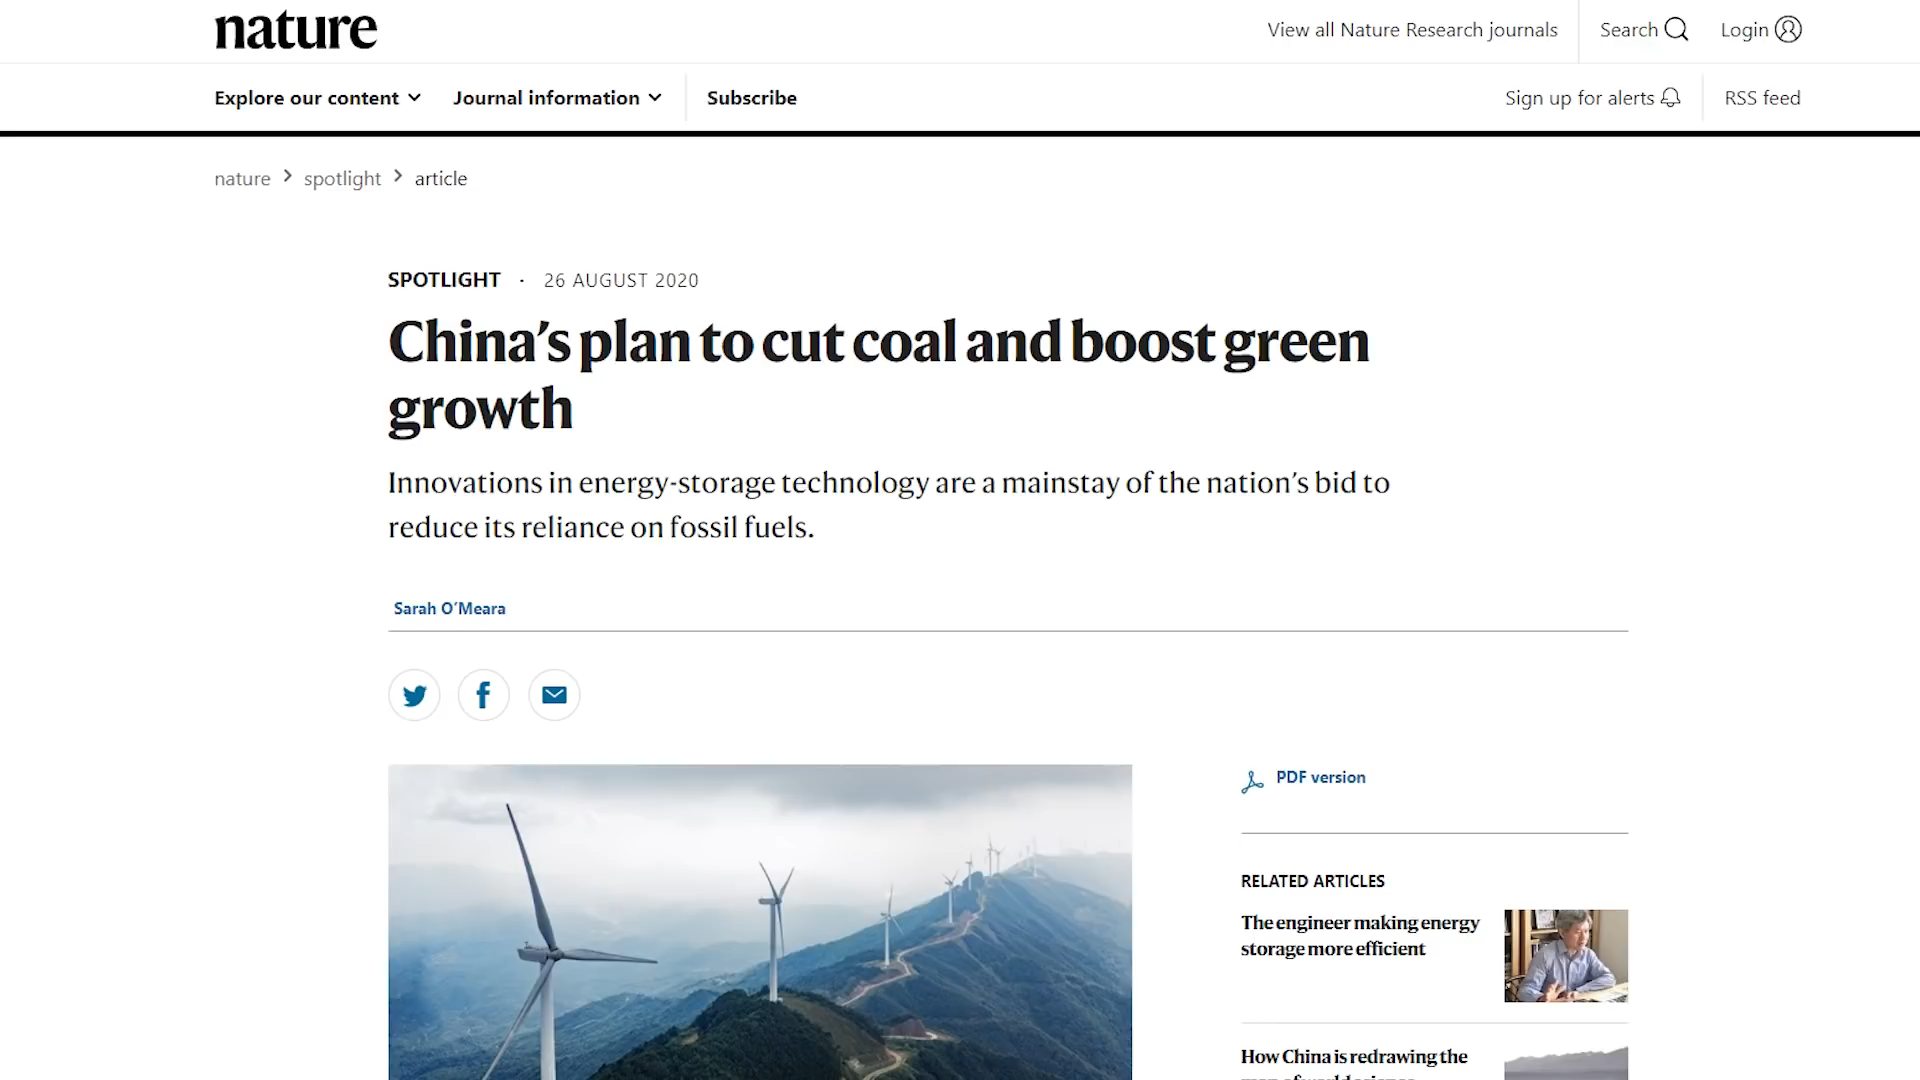 nature
View all Nature Research journals
Search
Login
Explore our content
Journal information
Subscribe
Sign up for alerts
RSS feed
nature > spotlight > article
SPOTLIGHT · 26 AUGUST 2020
China’s plan to cut coal and boost green
growth
Innovations in energy-storage technology are a mainstay of the nation’s bid to
reduce its reliance on fossil fuels.
Sarah O’Meara
PDF version
RELATED ARTICLES
The engineer making energy
storage more efficient
How China is redrawing the